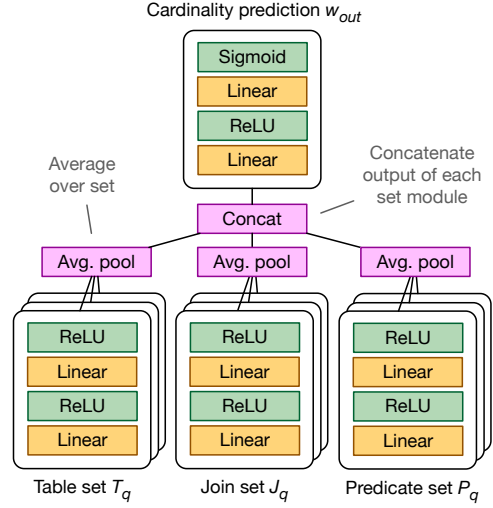 Cardinality prediction w_out
Sigmoid
Linear
ReLU
Linear
Average
over set
Concatenate
output of each
set module
Concat
Avg. pool
Avg. pool
Avg. pool
ReLU
Linear
ReLU
Linear
ReLU
Linear
ReLU
Linear
ReLU
Linear
ReLU
Linear
Table set T_q
Join set J_q
Predicate set P_q